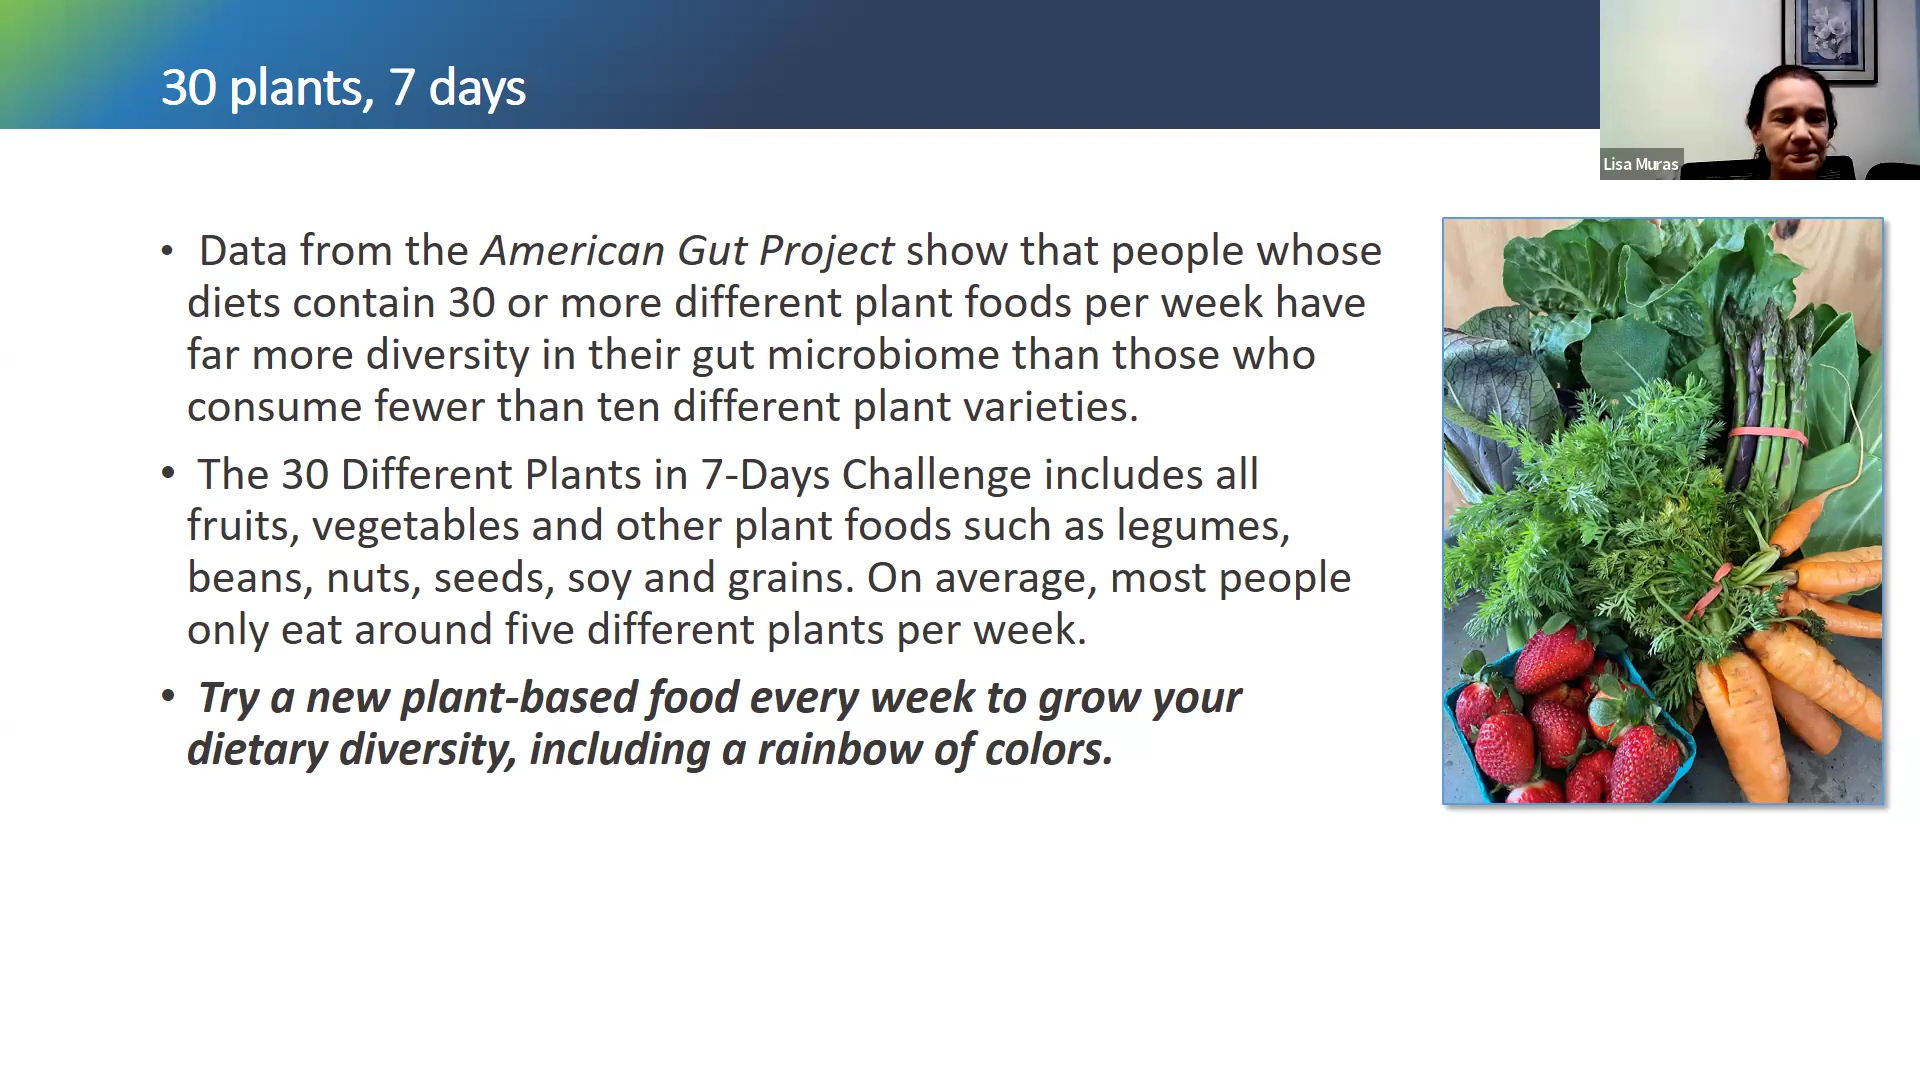 30 plants, 7 days
Lisa Muras
• Data from the American Gut Project show that people whose
diets contain 30 or more different plant foods per week have
far more diversity in their gut microbiome than those who
consume fewer than ten different plant varieties.
• The 30 Different Plants in 7-Days Challenge includes all
fruits, vegetables and other plant foods such as legumes,
beans, nuts, seeds, soy and grains. On average, most people
only eat around five different plants per week.
• Try a new plant-based food every week to grow your
dietary diversity, including a rainbow of colors.